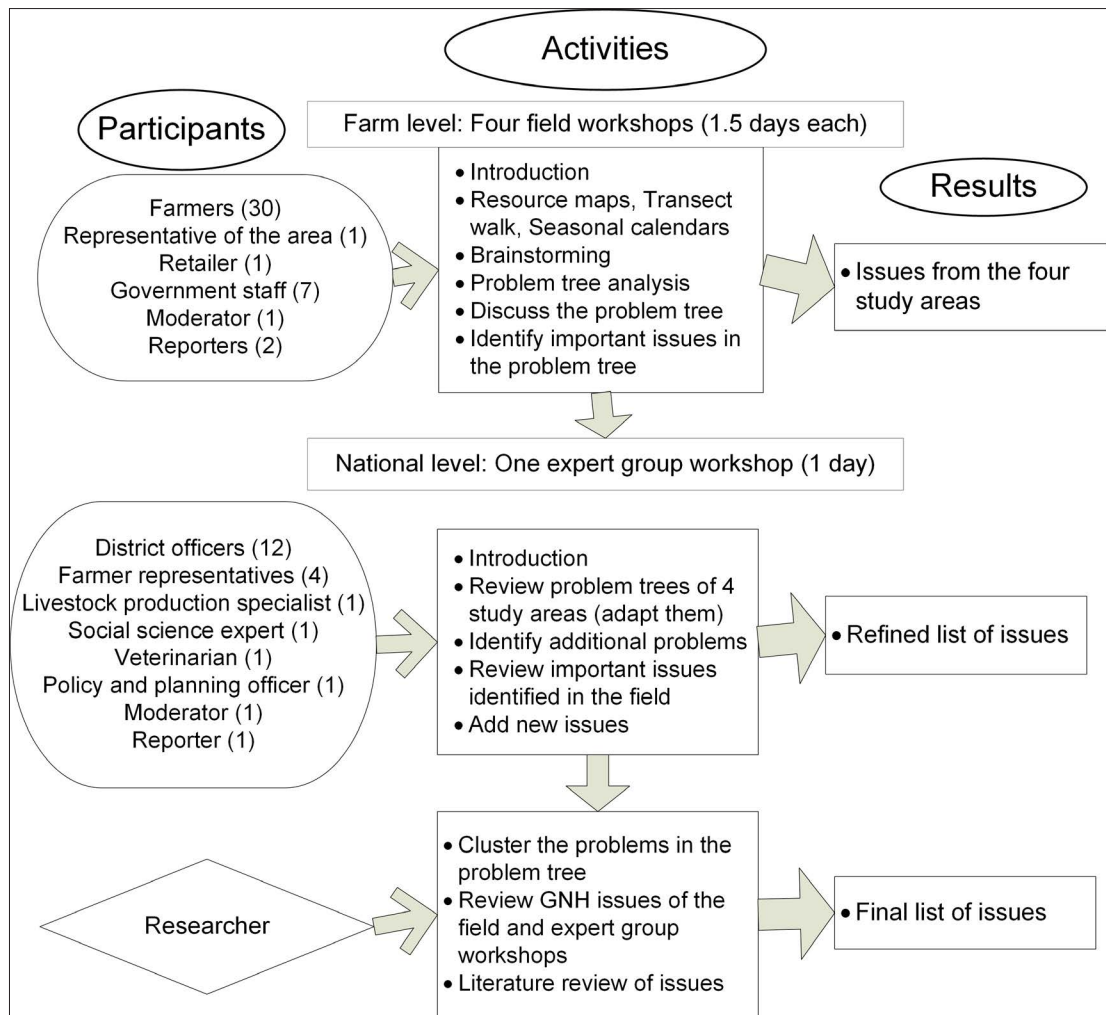 Activities
Participants
Results
Farm level: Four field workshops (1.5 days each)
Farmers (30)
Representative of the area (1)
Retailer (1)
Government staff (7)
Moderator (1)
Reporters (2)
• Introduction
• Resource maps, Transect
walk, Seasonal calendars
• Brainstorming
• Problem tree analysis
• Discuss the problem tree
• Identify important issues in
the problem tree
• Issues from the four
study areas
National level: One expert group workshop (1 day)
District officers (12)
Farmer representatives (4)
Livestock production specialist (1)
Social science expert (1)
Veterinarian (1)
Policy and planning officer (1)
Moderator (1)
Reporter (1)
• Introduction
• Review problem trees of 4
study areas (adapt them)
• Identify additional problems
• Review important issues
identified in the field
• Add new issues
• Refined list of issues
Researcher
• Cluster the problems in the
problem tree
• Review GNH issues of the
field and expert group
workshops
• Literature review of issues
• Final list of issues